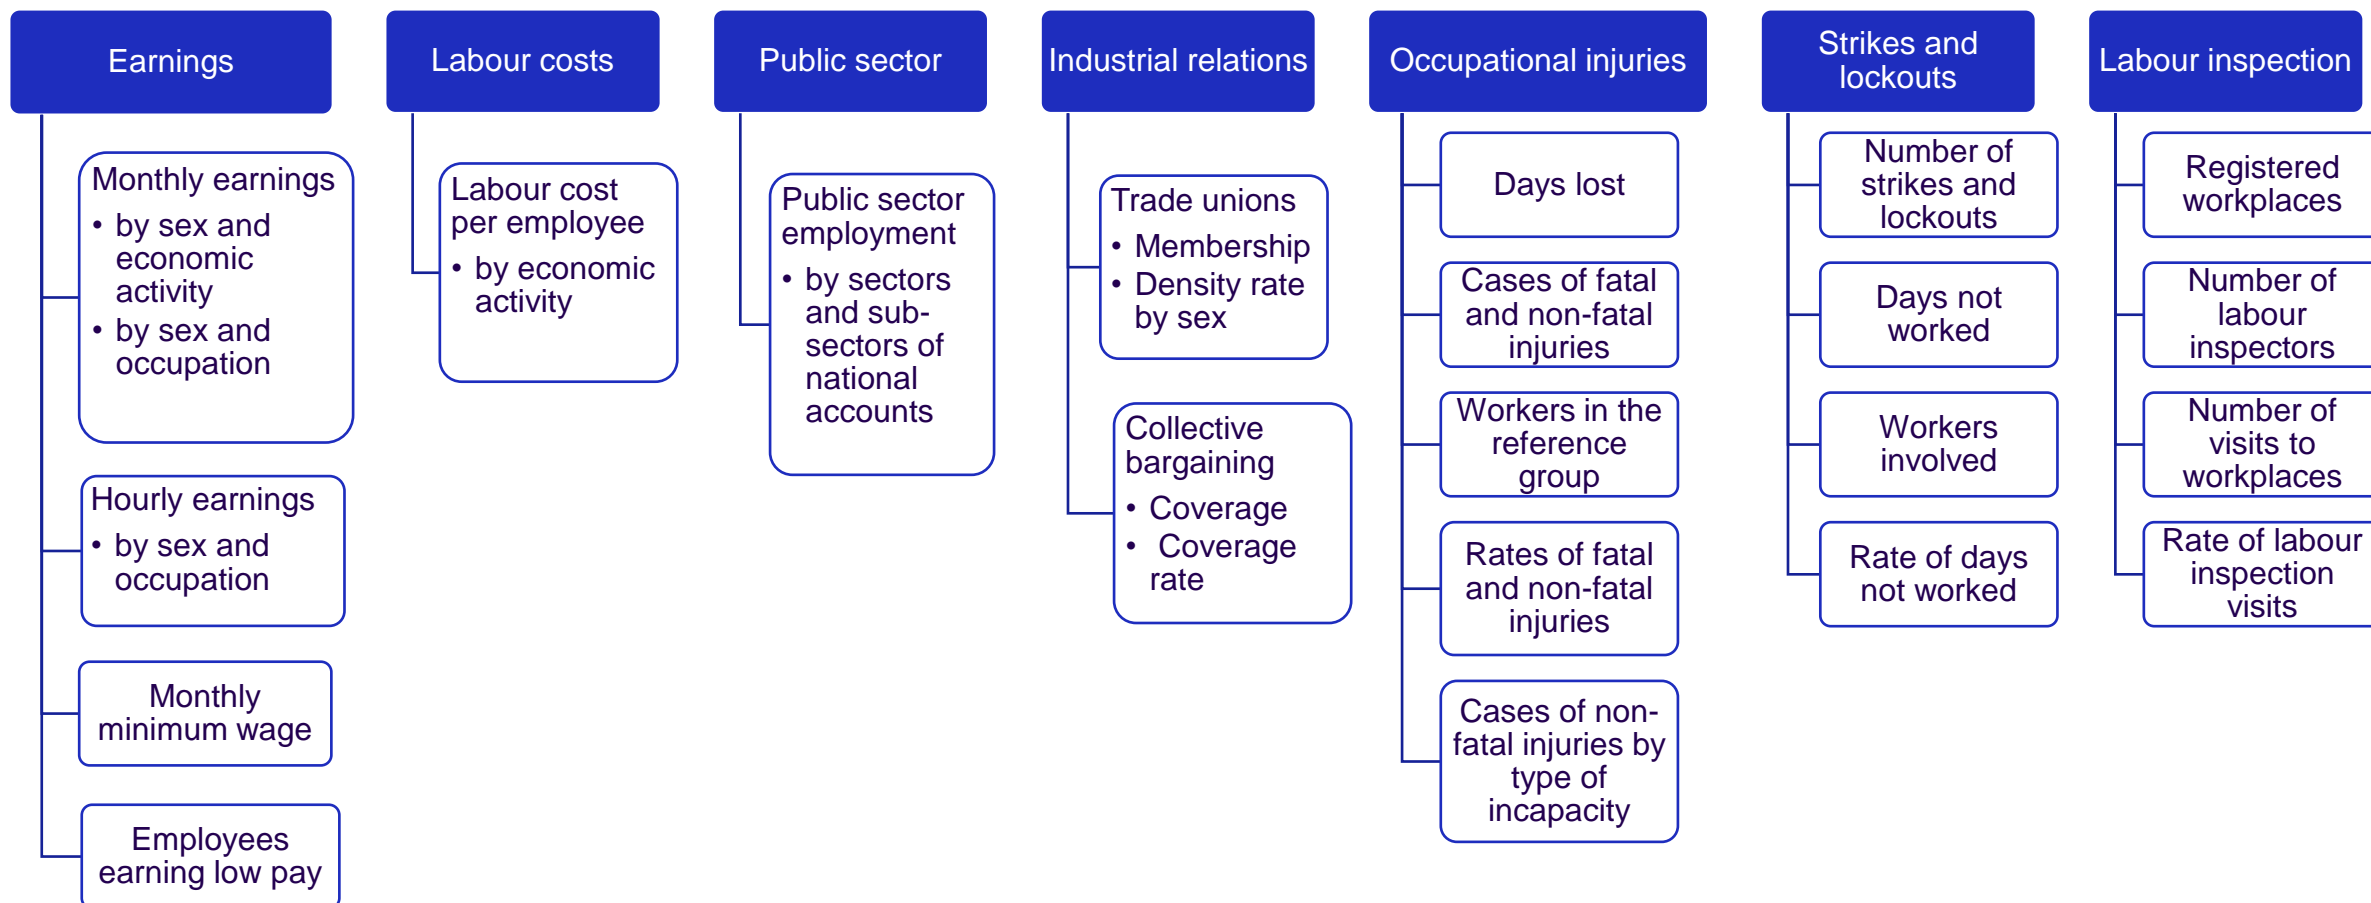 Earnings
Monthly earnings
• by sex and
economic
activity
• by sex and
occupation
Hourly earnings
• by sex and
occupation
Monthly
minimum wage
Employees
earning low pay
Labour costs
Labour cost
per employee
• by economic
activity
Public sector
Public sector
employment
• by sectors
and sub-
sectors of
national
accounts
Industrial relations
Trade unions
• Membership
• Density rate
by sex
Collective
bargaining
• Coverage
• Coverage
rate
Occupational injuries
Days lost
Cases of fatal
and non-fatal
injuries
Workers in the
reference
group
Rates of fatal
and non-fatal
injuries
Cases of non-
fatal injuries by
type of
incapacity
Strikes and
lockouts
Number of
strikes and
lockouts
Days not
worked
Workers
involved
Rate of days
not worked
Labour inspection
Registered
workplaces
Number of
labour
inspectors
Number of
visits to
workplaces
Rate of labour
inspection
visits